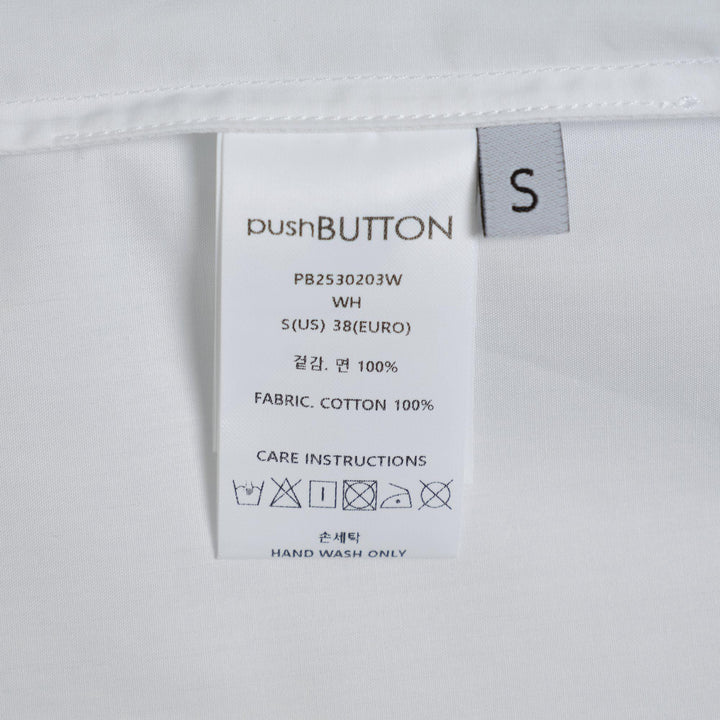 pushBUTTON
S
PB2530203W
WH
S(US) 38(EURO)
겉감. 면 100%
FABRIC. COTTON 100%
CARE INSTRUCTIONS
손세탁
HAND WASH ONLY